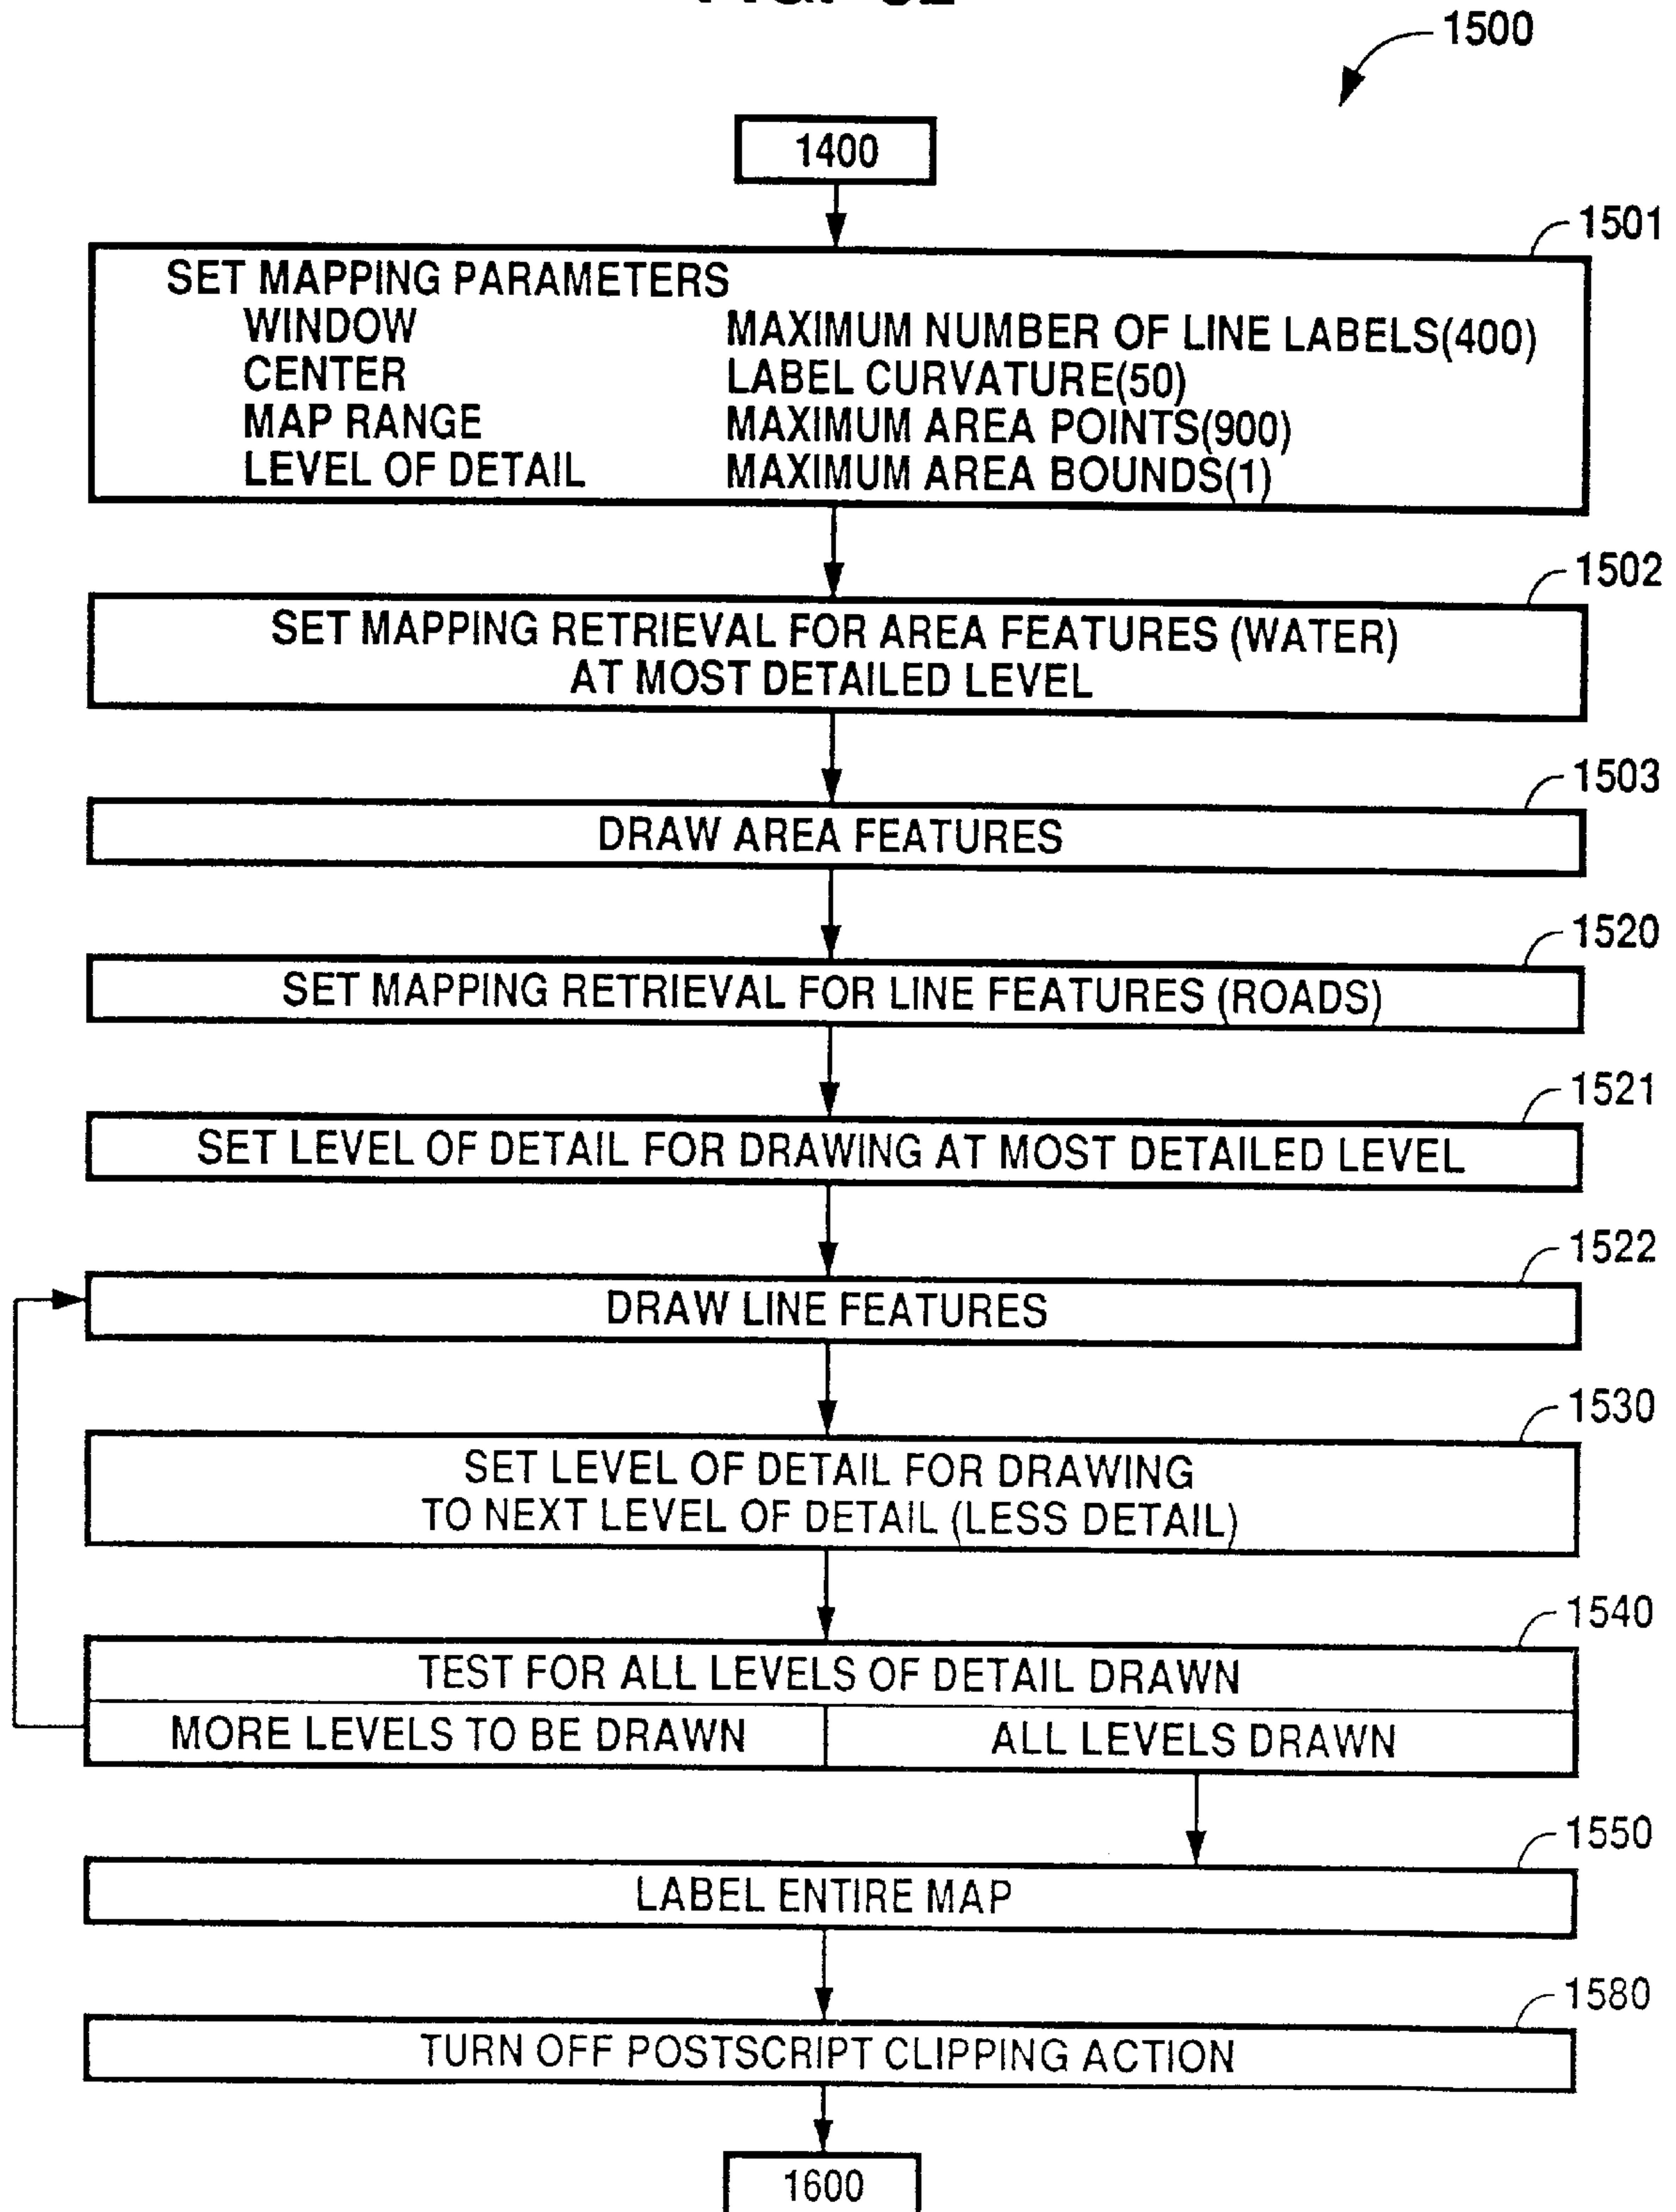 1500
1400
1501
SET MAPPING PARAMETERS
WINDOW MAXIMUM NUMBER OF LINE LABELS(400)
CENTER LABEL CURVATURE(50)
MAP RANGE MAXIMUM AREA POINTS(900)
LEVEL OF DETAIL MAXIMUM AREA BOUNDS(1)
1502
SET MAPPING RETRIEVAL FOR AREA FEATURES (WATER)
AT MOST DETAILED LEVEL
1503
DRAW AREA FEATURES
1520
SET MAPPING RETRIEVAL FOR LINE FEATURES (ROADS)
1521
SET LEVEL OF DETAIL FOR DRAWING AT MOST DETAILED LEVEL
1522
DRAW LINE FEATURES
1530
SET LEVEL OF DETAIL FOR DRAWING
TO NEXT LEVEL OF DETAIL (LESS DETAIL)
1540
TEST FOR ALL LEVELS OF DETAIL DRAWN
MORE LEVELS TO BE DRAWN ALL LEVELS DRAWN
1550
LABEL ENTIRE MAP
1580
TURN OFF POSTSCRIPT CLIPPING ACTION
1600